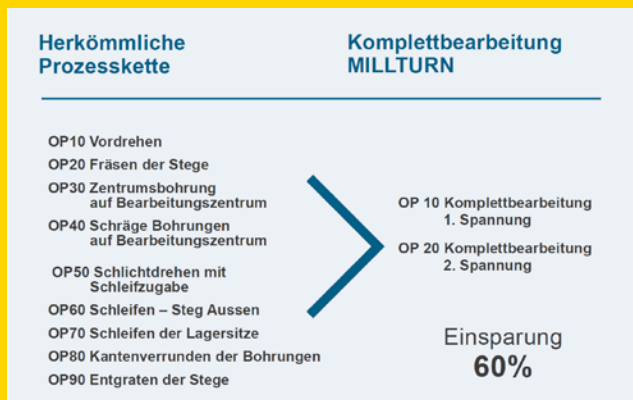 Herkömmliche
Prozesskette
OP10 Vordrehen
OP20 Fräsen der Stege
OP30 Zentrumsbohrung
auf Bearbeitungszentrum
OP40 Schräge Bohrungen
auf Bearbeitungszentrum
OP50 Schlichtdrehen mit
Schleifzugabe
OP60 Schleifen – Steg Aussen
OP70 Schleifen der Lagersitze
OP80 Kantenverrunden der Bohrungen
OP90 Entgraten der Stege
Komplettbearbeitung
MILLTURN
OP 10 Komplettbearbeitung
1. Spannung
OP 20 Komplettbearbeitung
2. Spannung
Einsparung
60%